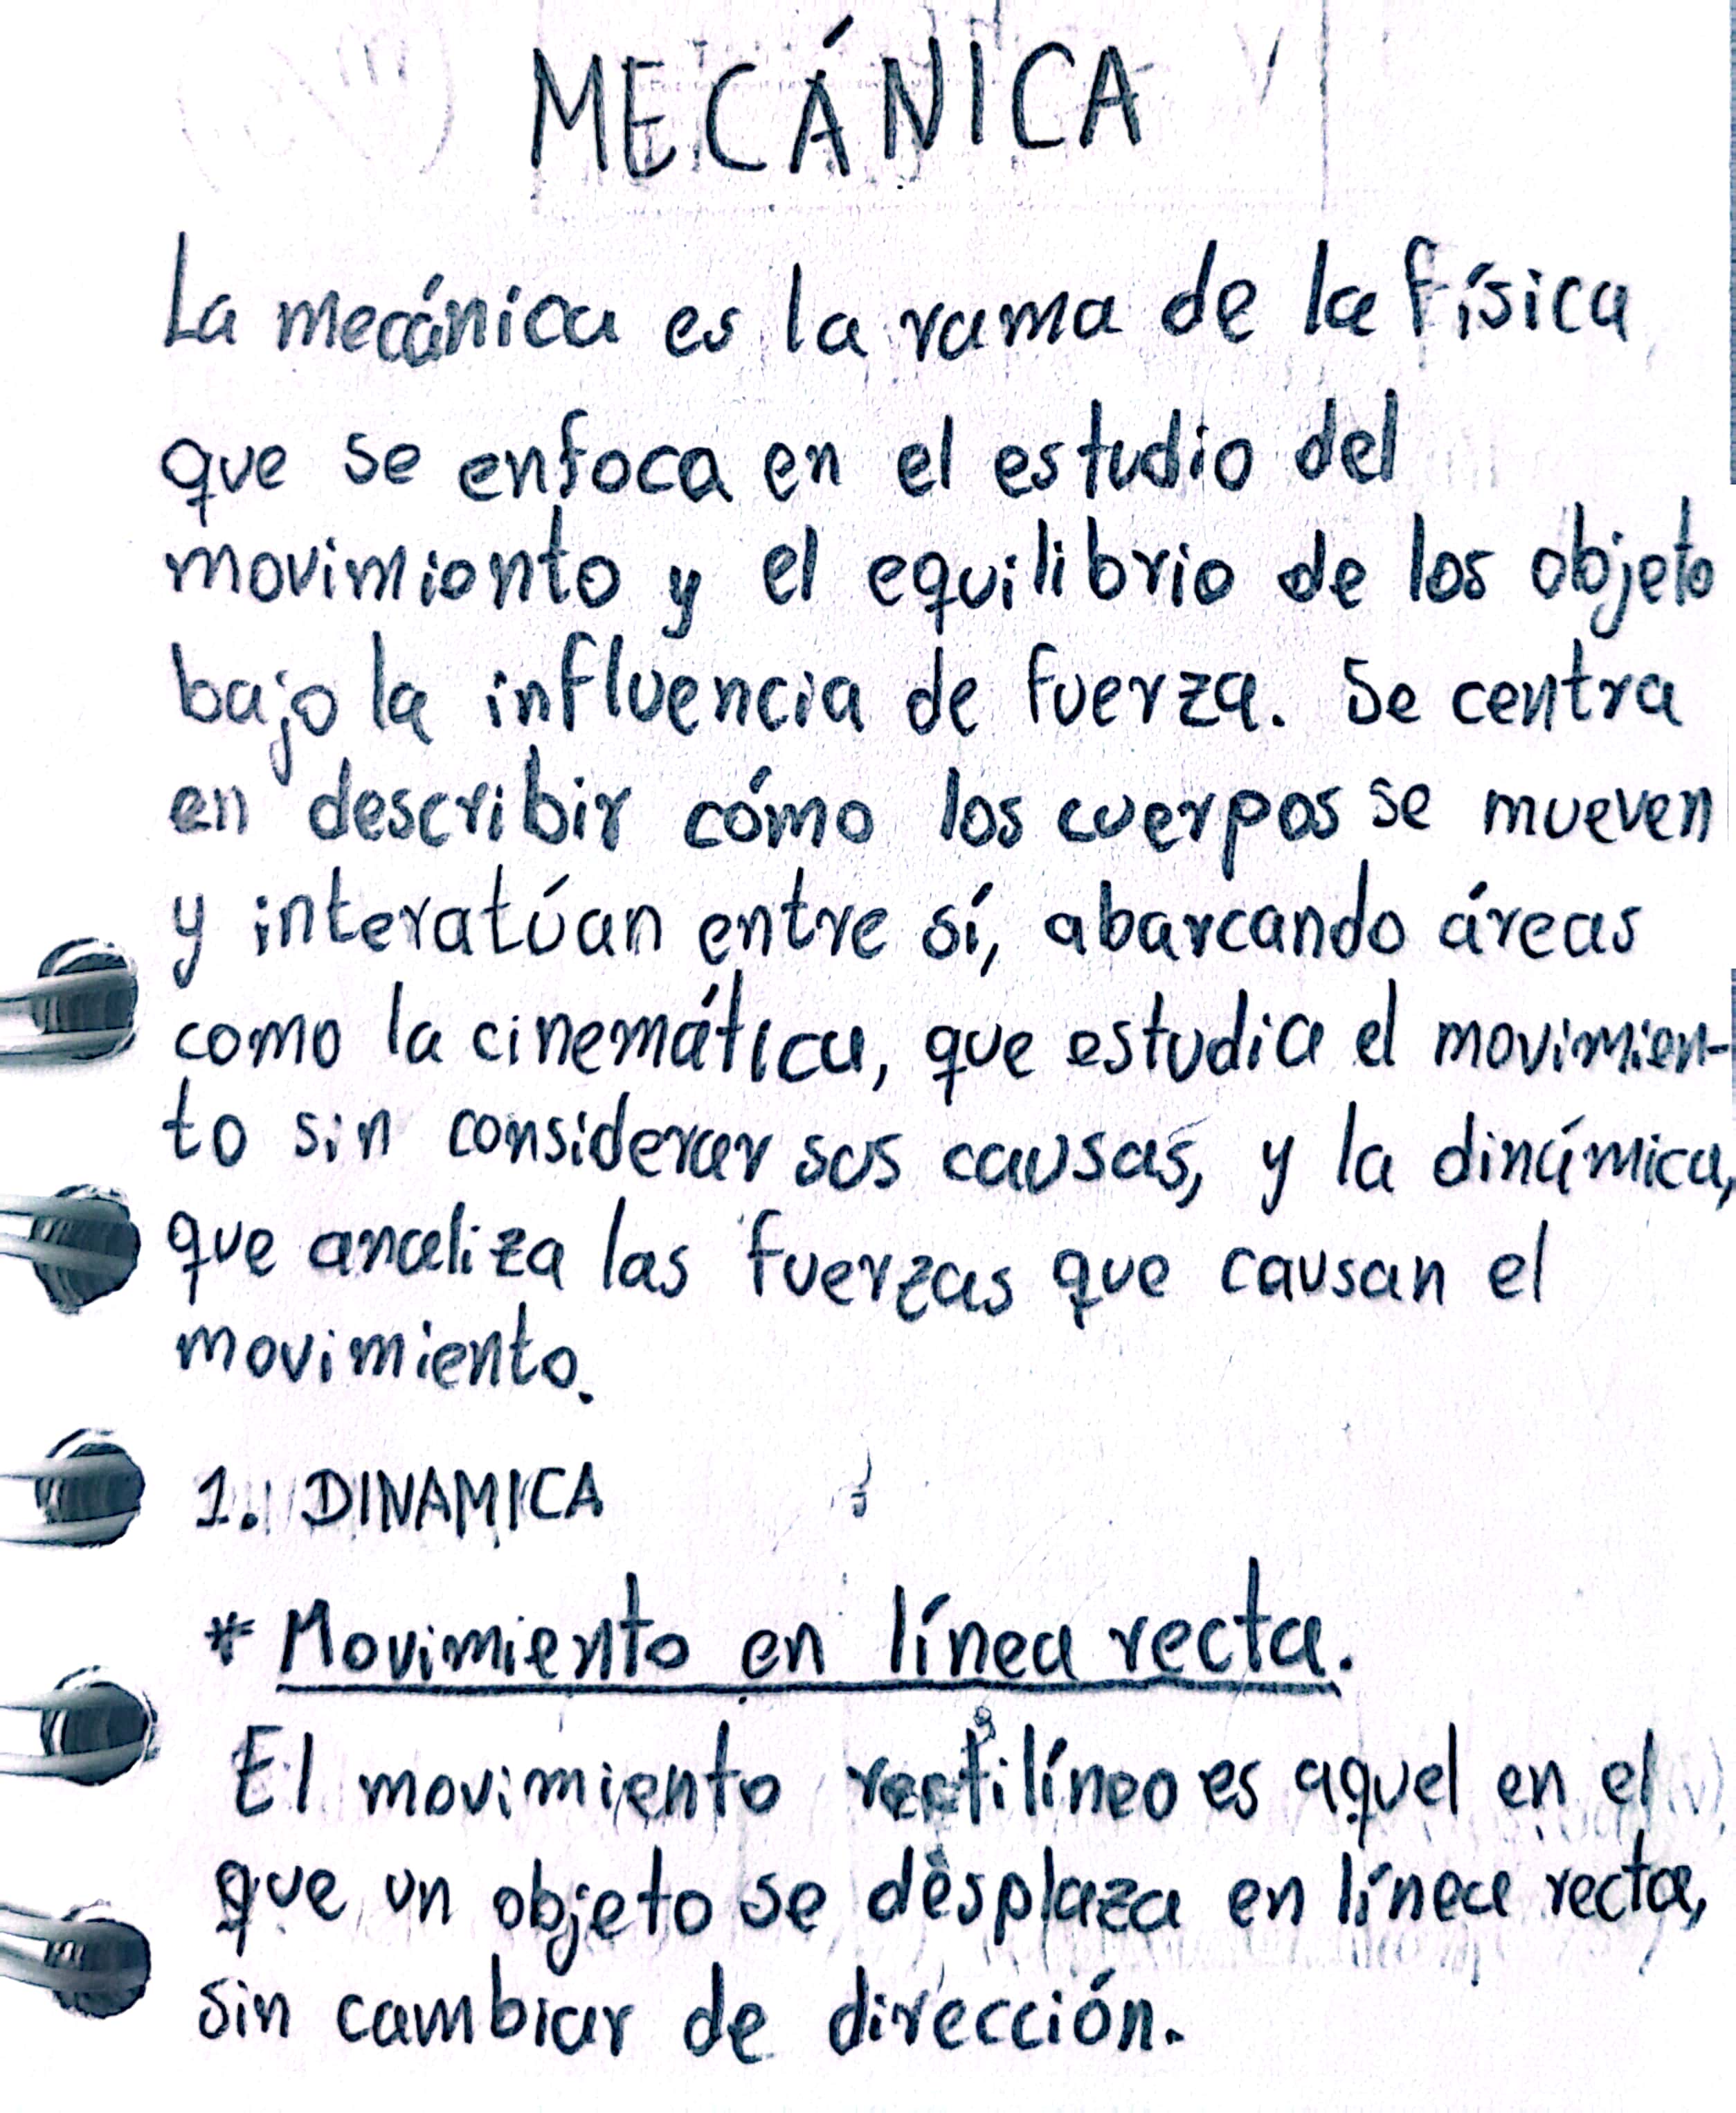 MECÁNICA
La mecánica es la rama de la física
que se enfoca en el estudio del
movimiento y el equilibrio de los objeto
bajo la influencia de fuerza. Se centra
en describir cómo los cuerpos se mueven
y interatúan entre sí, abarcando áreas
como la cinemática, que estudia el movimien-
to sin considerar sus causas, y la dinámica,
que analiza las fuerzas que causan el
movimiento.
1. DINAMICA
* Movimiento en línea recta.
El movimiento rectilíneo es aquel en el
que un objeto se desplaza en línea recta,
sin cambiar de dirección.